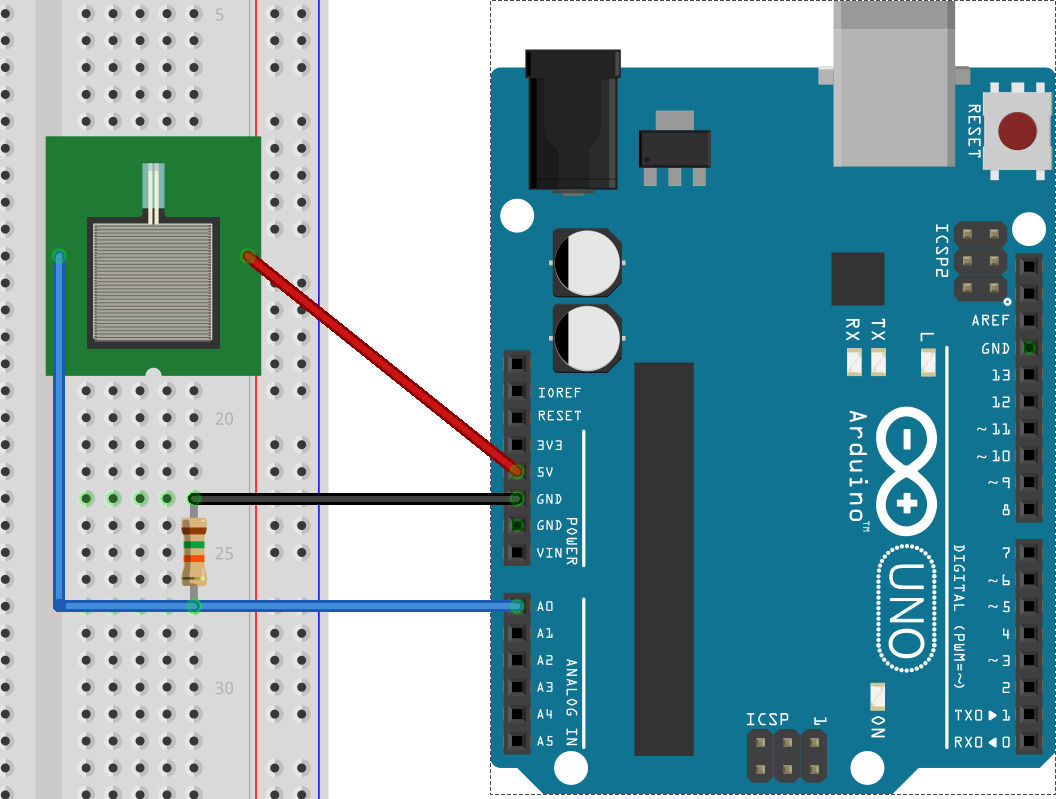 5
20
25
30
RESET
ICSP2
IOREF
RESET
3V3
5V
GND
GND
VIN
POWER
A0
A1
A2
A3
A4
A5
ANALOG IN
RX
TX
L
Arduino™
UNO
ON
ICSP
1
AREF
GND
13
12
~11
~10
~9
8
7
~6
~5
4
~3
2
TX0▶1
RX0◀0
DIGITAL (PWM=~)